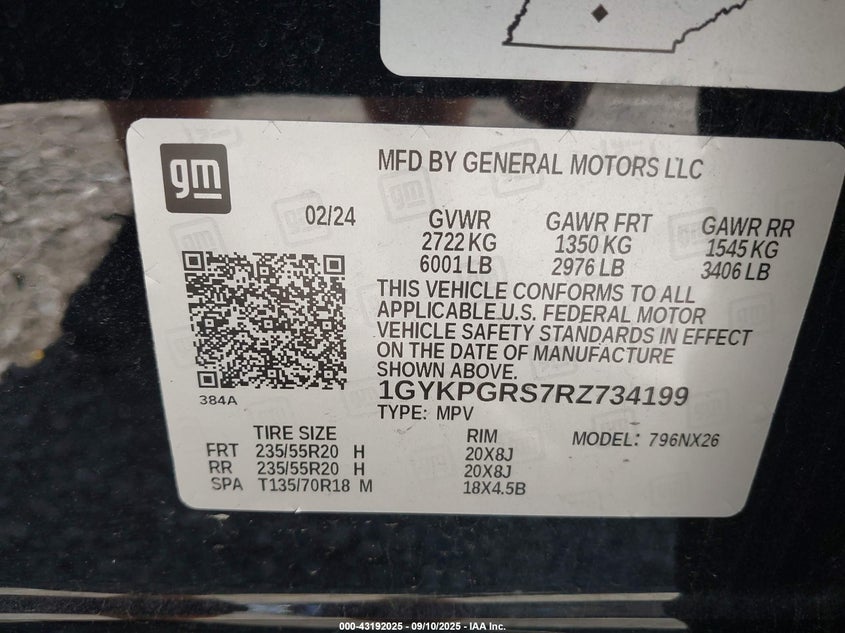 gm
MFD BY GENERAL MOTORS LLC
02/24
GVWR GAWR FRT GAWR RR
2722 KG 1350 KG 1545 KG
6001 LB 2976 LB 3406 LB
THIS VEHICLE CONFORMS TO ALL
APPLICABLE U.S. FEDERAL MOTOR
VEHICLE SAFETY STANDARDS IN EFFECT
ON THE DATE OF MANUFACTURE
SHOWN ABOVE.
384A
1GYKPGRS7RZ734199
TYPE: MPV
TIRE SIZE RIM MODEL: 796NX26
FRT 235/55R20 H 20X8J
RR 235/55R20 H 20X8J
SPA T135/70R18 M 18X4.5B
000-43192025 - 09/10/2025 - IAA Inc.